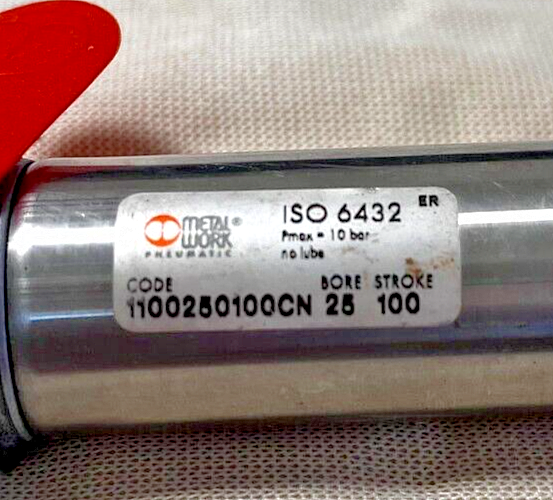 METAL WORK®
PNEUMATIC
ISO 6432 ER
Pmax = 10 bar
no lube
CODE BORE STROKE
1100250100CN 25 100